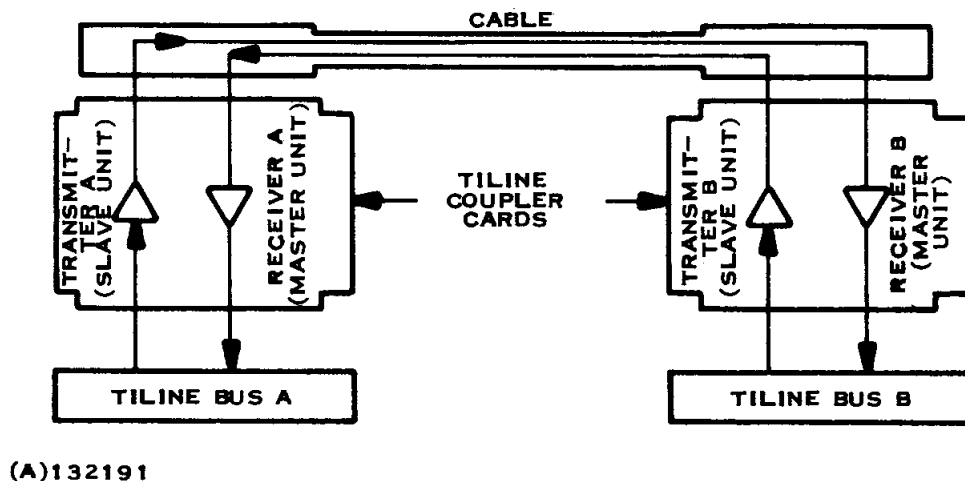 CABLE
TRANSMIT-
TER A
(SLAVE UNIT)
RECEIVER A
(MASTER UNIT)
TILINE
COUPLER
CARDS
TRANSMIT-
TER B
(SLAVE UNIT)
RECEIVER B
(MASTER
UNIT)
TILINE BUS A
TILINE BUS B
(A)132191